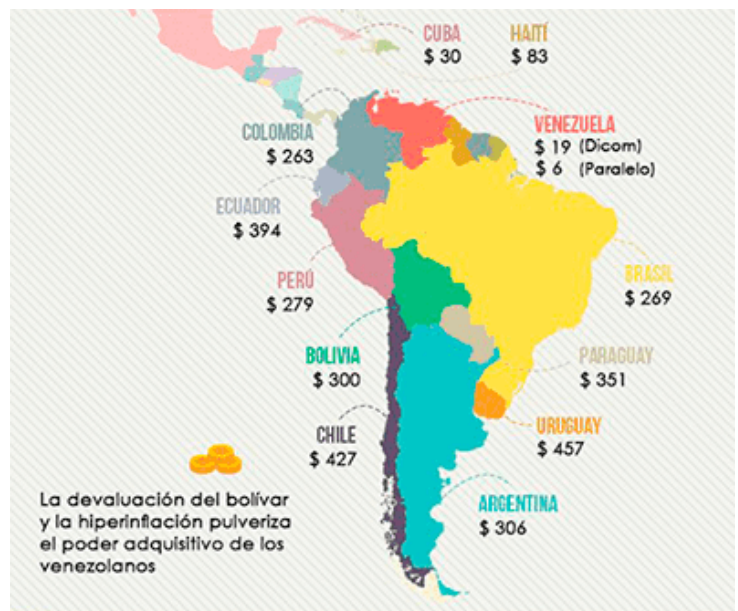 CUBA
$ 30
HAITÍ
$ 83
COLOMBIA
$ 263
VENEZUELA
$ 19 (Dicom)
$ 6 (Paralelo)
ECUADOR
$ 394
PERÚ
$ 279
BRASIL
$ 269
BOLIVIA
$ 300
PARAGUAY
$ 351
CHILE
$ 427
URUGUAY
$ 457
ARGENTINA
$ 306
La devaluación del bolívar
y la hiperinflación pulveriza
el poder adquisitivo de los
venezolanos